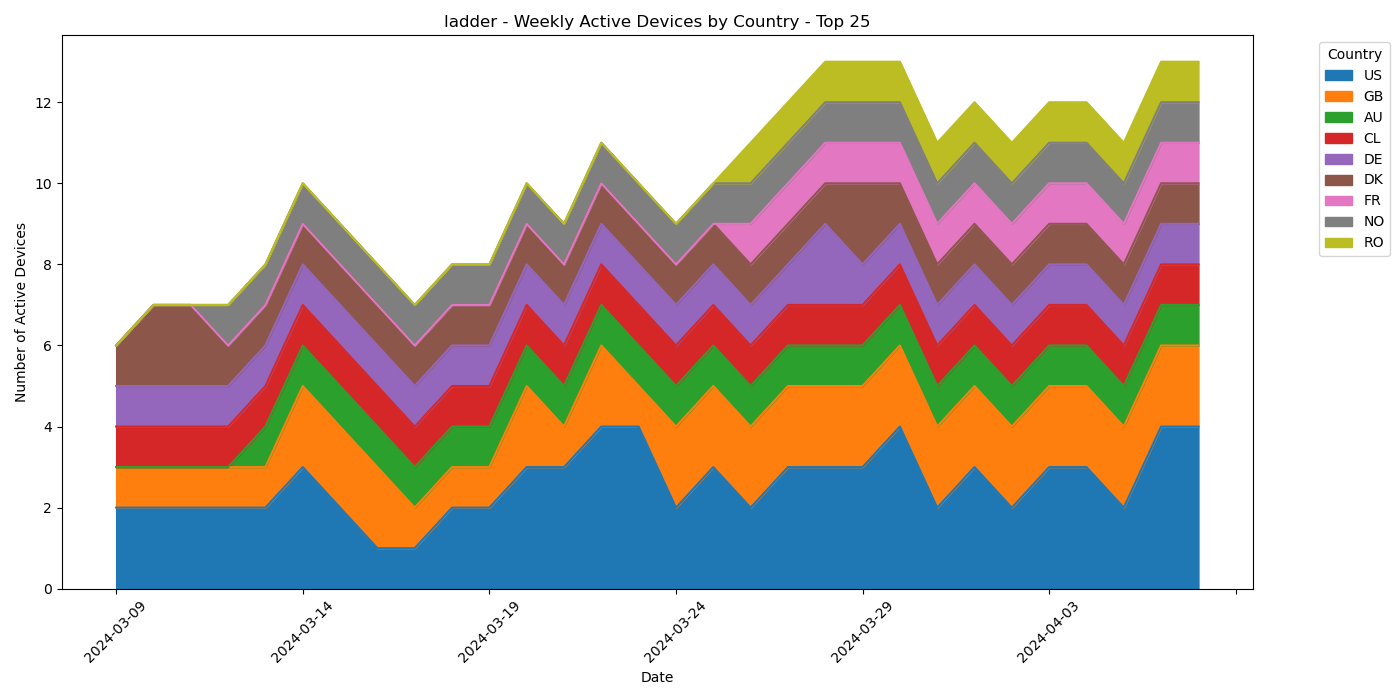 ladder - Weekly Active Devices by Country - Top 25
Number of Active Devices
12
10
8
6
4
2
0
2024-03-09
2024-03-14
2024-03-19
2024-03-24
2024-03-29
2024-04-03
Date
Country
US
GB
AU
CL
DE
DK
FR
NO
RO